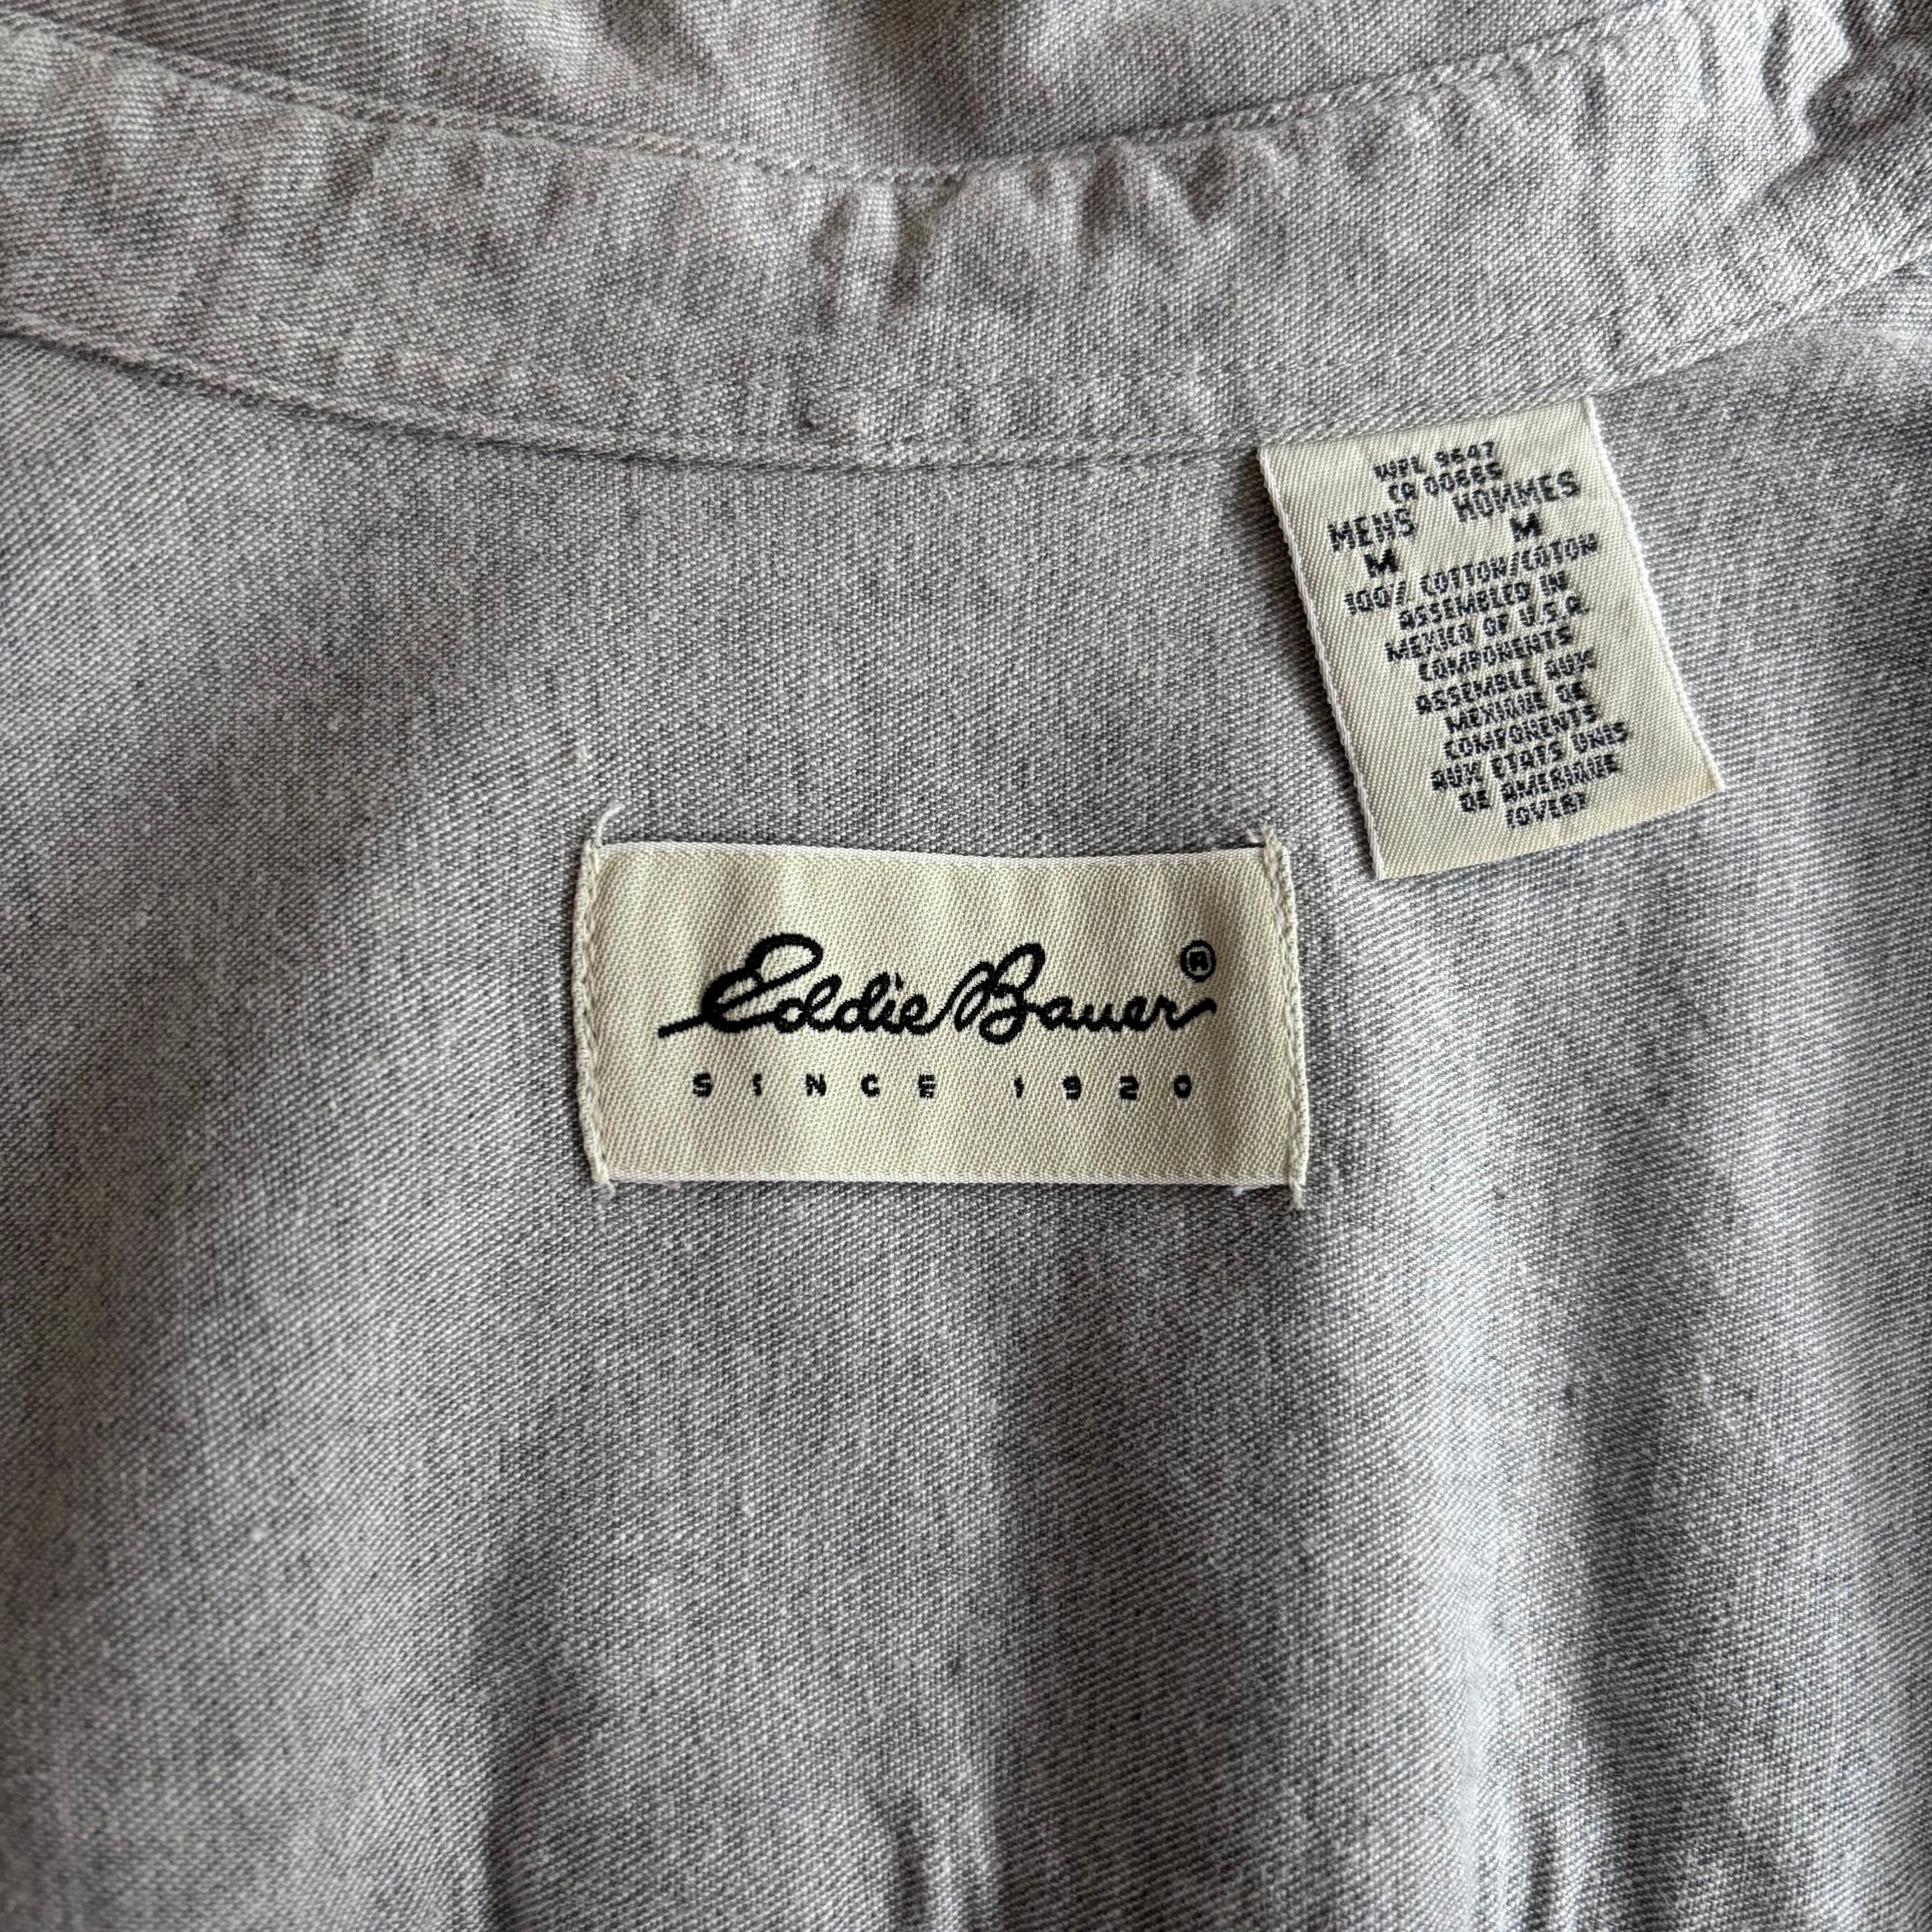 WPL 9647
CA 00665
MENS HOMMES
M M
100% COTTON/COTON
ASSEMBLED IN
MEXICO OF U.S.A.
COMPONENTS
ASSEMBLE AUX
MEXIQUE DE
COMPONENTS
AUX ETATS UNIS
DE AMERIQUE
(OVER)
Eddie Bauer®
SINCE 1920